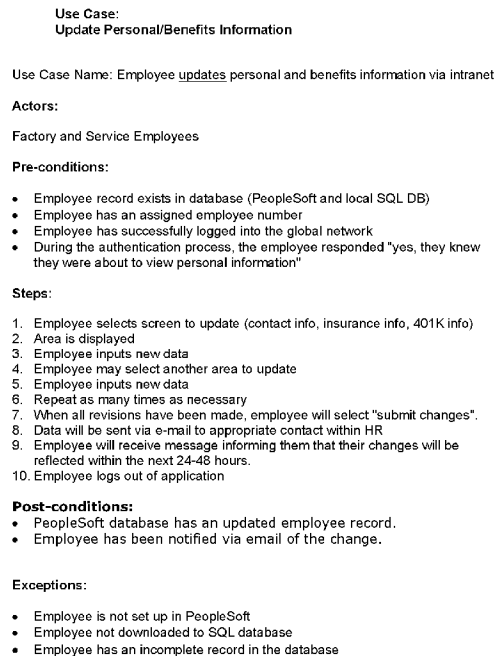 Use Case:
Update Personal/Benefits Information
Use Case Name: Employee updates personal and benefits information via intranet
Actors:
Factory and Service Employees
Pre-conditions:
• Employee record exists in database (PeopleSoft and local SQL DB)
• Employee has an assigned employee number
• Employee has successfully logged into the global network
• During the authentication process, the employee responded "yes, they knew
they were about to view personal information"
Steps:
1. Employee selects screen to update (contact info, insurance info, 401K info)
2. Area is displayed
3. Employee inputs new data
4. Employee may select another area to update
5. Employee inputs new data
6. Repeat as many times as necessary
7. When all revisions have been made, employee will select "submit changes".
8. Data will be sent via e-mail to appropriate contact within HR
9. Employee will receive message informing them that their changes will be
reflected within the next 24-48 hours.
10. Employee logs out of application
Post-conditions:
• PeopleSoft database has an updated employee record.
• Employee has been notified via email of the change.
Exceptions:
• Employee is not set up in PeopleSoft
• Employee not downloaded to SQL database
• Employee has an incomplete record in the database